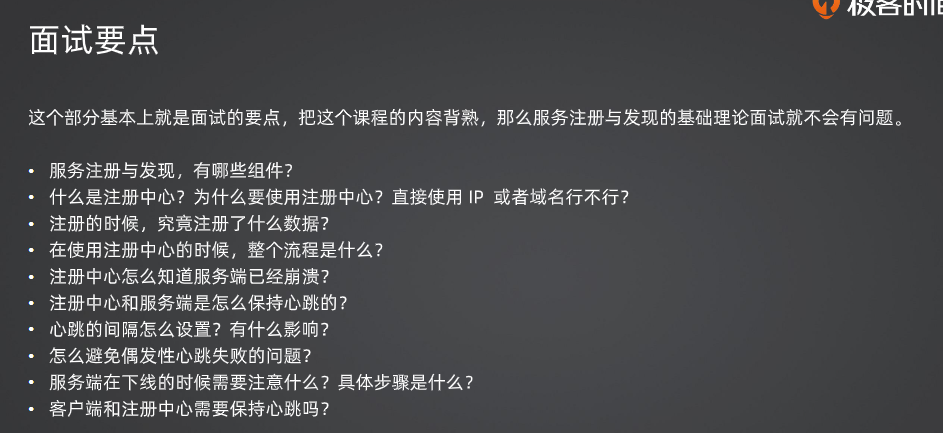 极客时间
面试要点
这个部分基本上就是面试的要点，把这个课程的内容背熟，那么服务注册与发现的基础理论面试就不会有问题。
• 服务注册与发现，有哪些组件？
• 什么是注册中心？为什么要使用注册中心？直接使用 IP 或者域名行不行？
• 注册的时候，究竟注册了什么数据？
• 在使用注册中心的时候，整个流程是什么？
• 注册中心怎么知道服务端已经崩溃？
• 注册中心和服务端是怎么保持心跳的？
• 心跳的间隔怎么设置？有什么影响？
• 怎么避免偶发性心跳失败的问题？
• 服务端在下线的时候需要注意什么？具体步骤是什么？
• 客户端和注册中心需要保持心跳吗？